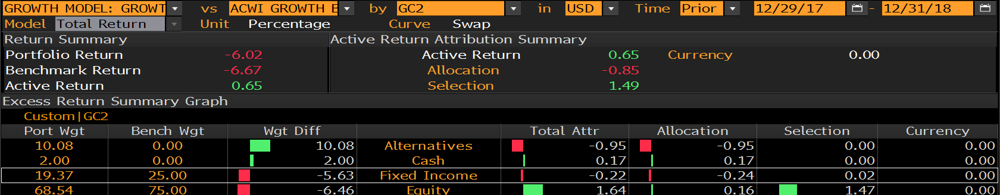 GROWTH MODEL: GROWT vs ACWI GROWTH B by GC2 in USD Time Prior 12/29/17 - 12/31/18
Model Total Return Unit Percentage Curve Swap
Return Summary Active Return Attribution Summary
Portfolio Return -6.02 Active Return 0.65 Currency 0.00
Benchmark Return -6.67 Allocation -0.85
Active Return 0.65 Selection 1.49
Excess Return Summary Graph
Custom|GC2
Port Wgt Bench Wgt Wgt Diff Total Attr Allocation Selection Currency
10.08 0.00 10.08 Alternatives -0.95 -0.95 0.00 0.00
2.00 0.00 2.00 Cash 0.17 0.17 0.00 0.00
19.37 25.00 -5.63 Fixed Income -0.22 -0.24 0.02 0.00
68.54 75.00 -6.46 Equity 1.64 0.16 1.47 0.00